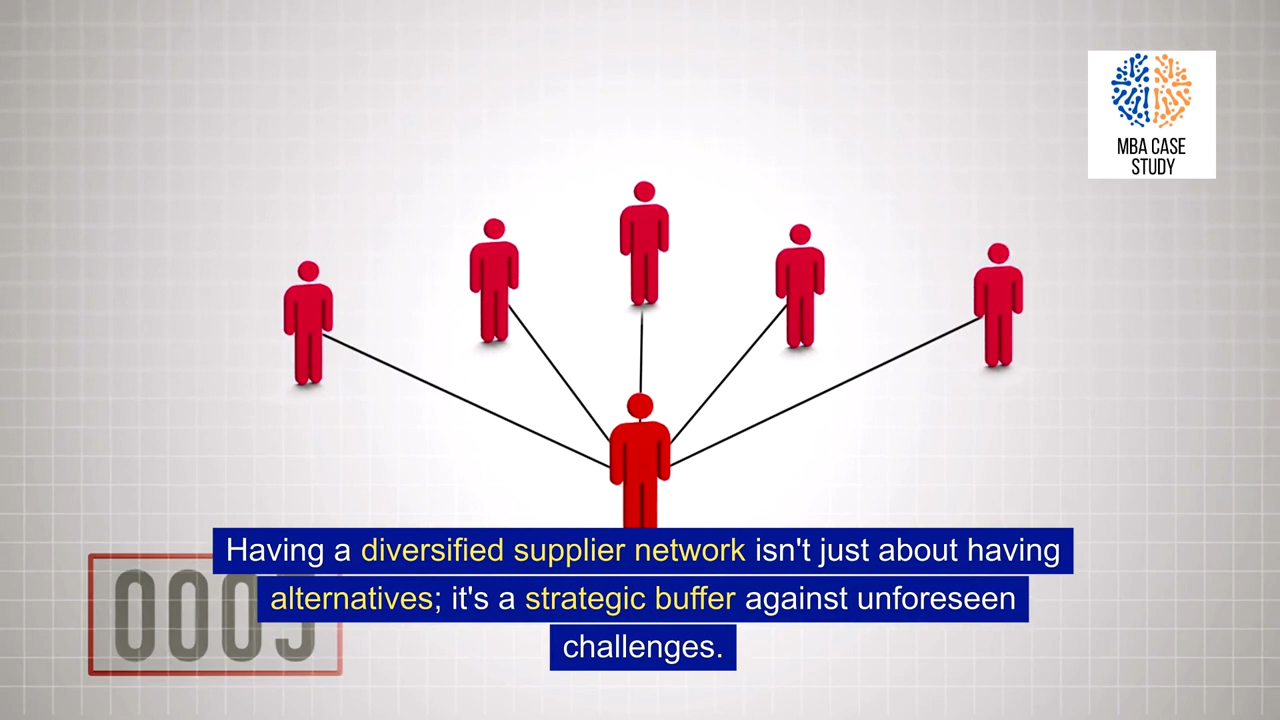 MBA CASE
STUDY
Having a diversified supplier network isn't just about having
alternatives; it's a strategic buffer against unforeseen
challenges.